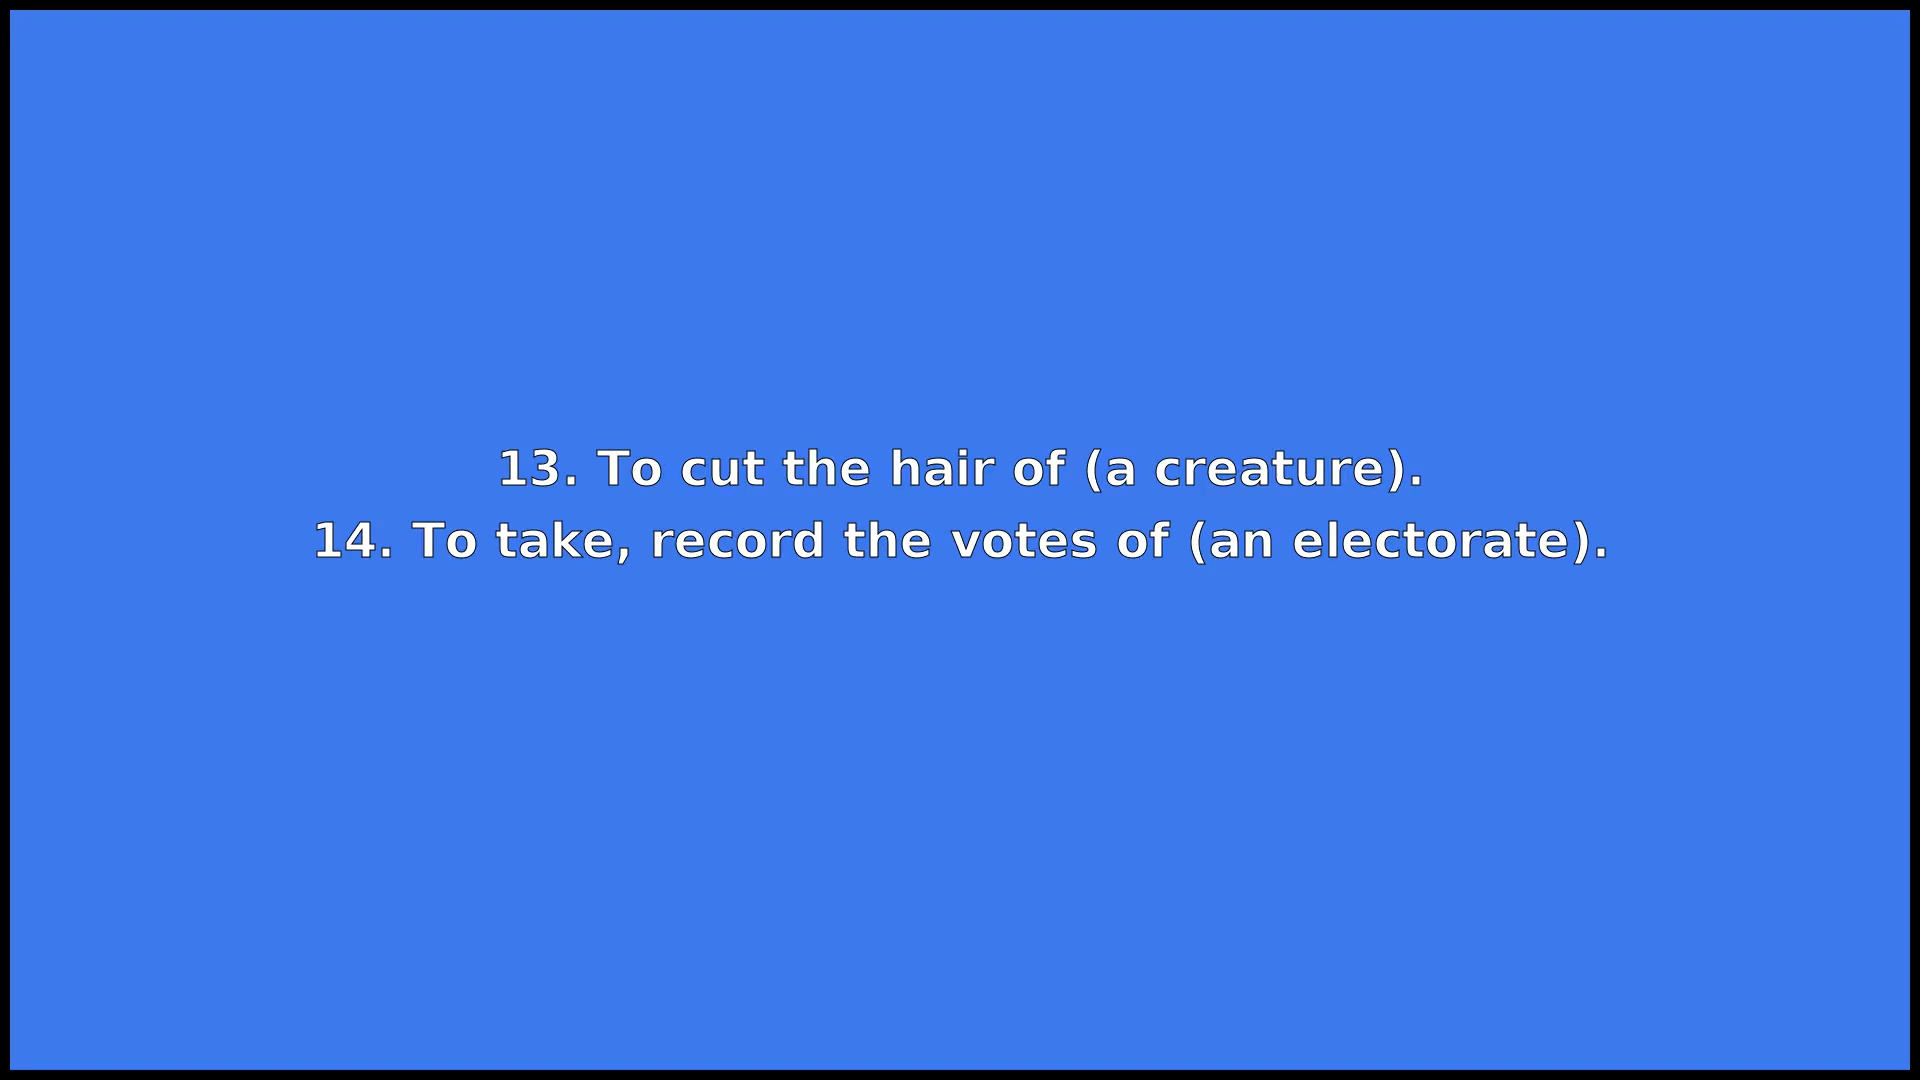 13. To cut the hair of (a creature).
14. To take, record the votes of (an electorate).